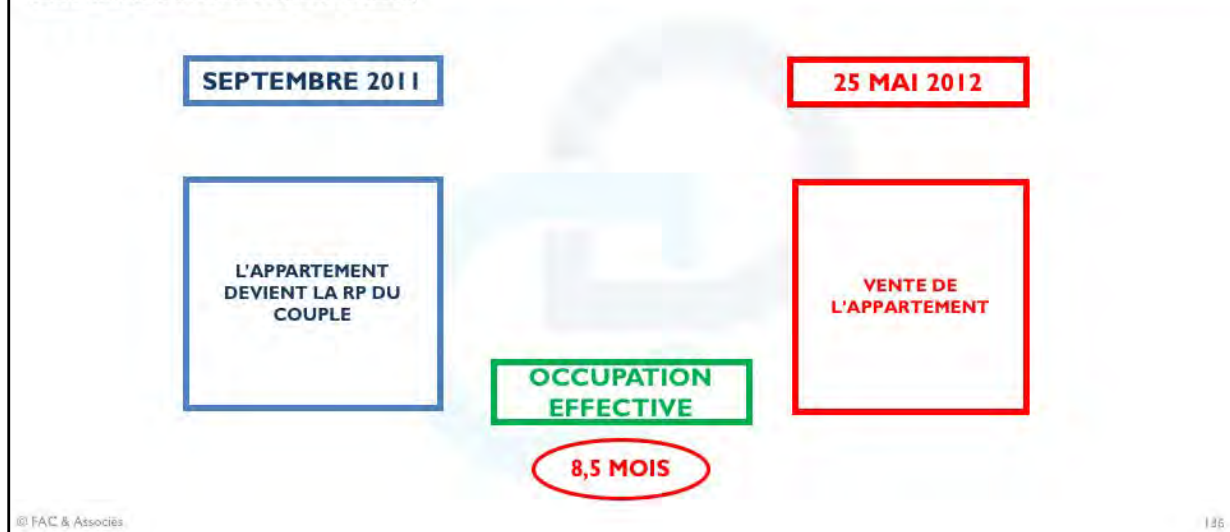 SEPTEMBRE 2011
25 MAI 2012
L'APPARTEMENT
DEVIENT LA RP DU
COUPLE
VENTE DE
L'APPARTEMENT
OCCUPATION
EFFECTIVE
8,5 MOIS
© FAC & Associés